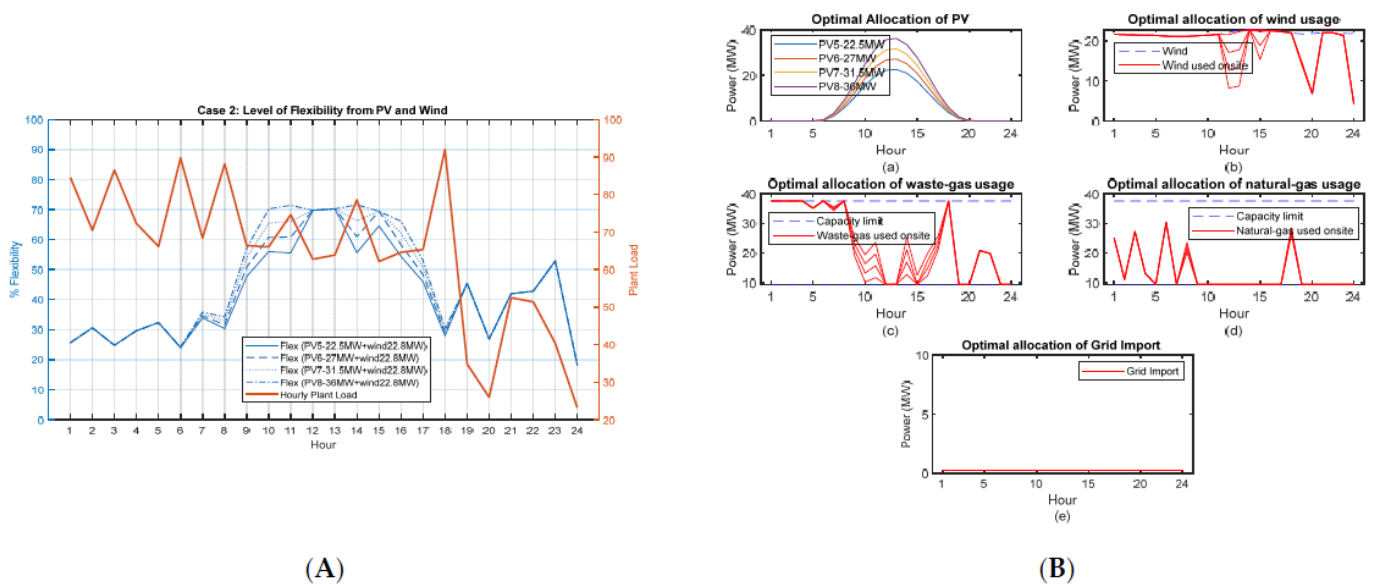 Case 2: Level of Flexibility from PV and Wind
100
90
80
70
60
50
40
30
20
10
0
% Flexibility
100
90
80
70
60
50
40
30
20
Plant Load
Flex (PV5-22.5MW+wind22.8MW)
Flex (PV6-27MW+wind22.8MW)
Flex (PV7-31.5MW+wind22.8MW)
Flex (PV8-36MW+wind22.8MW)
Hourly Plant Load
1 2 3 4 5 6 7 8 9 10 11 12 13 14 15 16 17 18 19 20 21 22 23 24
Hour
(A)
Optimal Allocation of PV
40
20
0
Power (MW)
PV5-22.5MW
PV6-27MW
PV7-31.5MW
PV8-36MW
1 5 10 15 20 24
Hour
(a)
Optimal allocation of wind usage
20
10
0
Power (MW)
Wind
Wind used onsite
1 5 10 15 20 24
Hour
(b)
Optimal allocation of waste-gas usage
40
30
20
10
Power (MW)
Capacity limit
Waste-gas used onsite
1 5 10 15 20 24
Hour
(c)
Optimal allocation of natural-gas usage
40
30
20
10
Power (MW)
Capacity limit
Natural-gas used onsite
1 5 10 15 20 24
Hour
(d)
Optimal allocation of Grid Import
10
5
0
Power (MW)
Grid Import
1 5 10 15 20 24
Hour
(e)
(B)